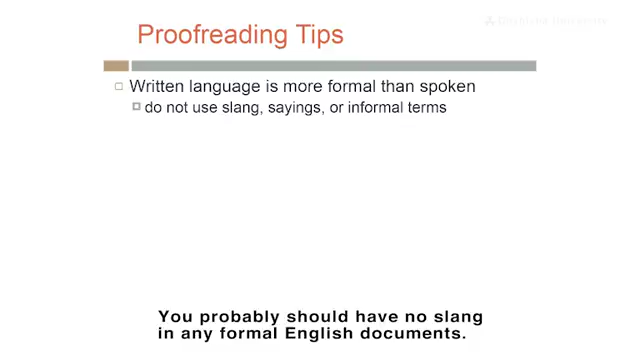 Proofreading Tips
Written language is more formal than spoken
do not use slang, sayings, or informal terms
You probably should have no slang
in any formal English documents.